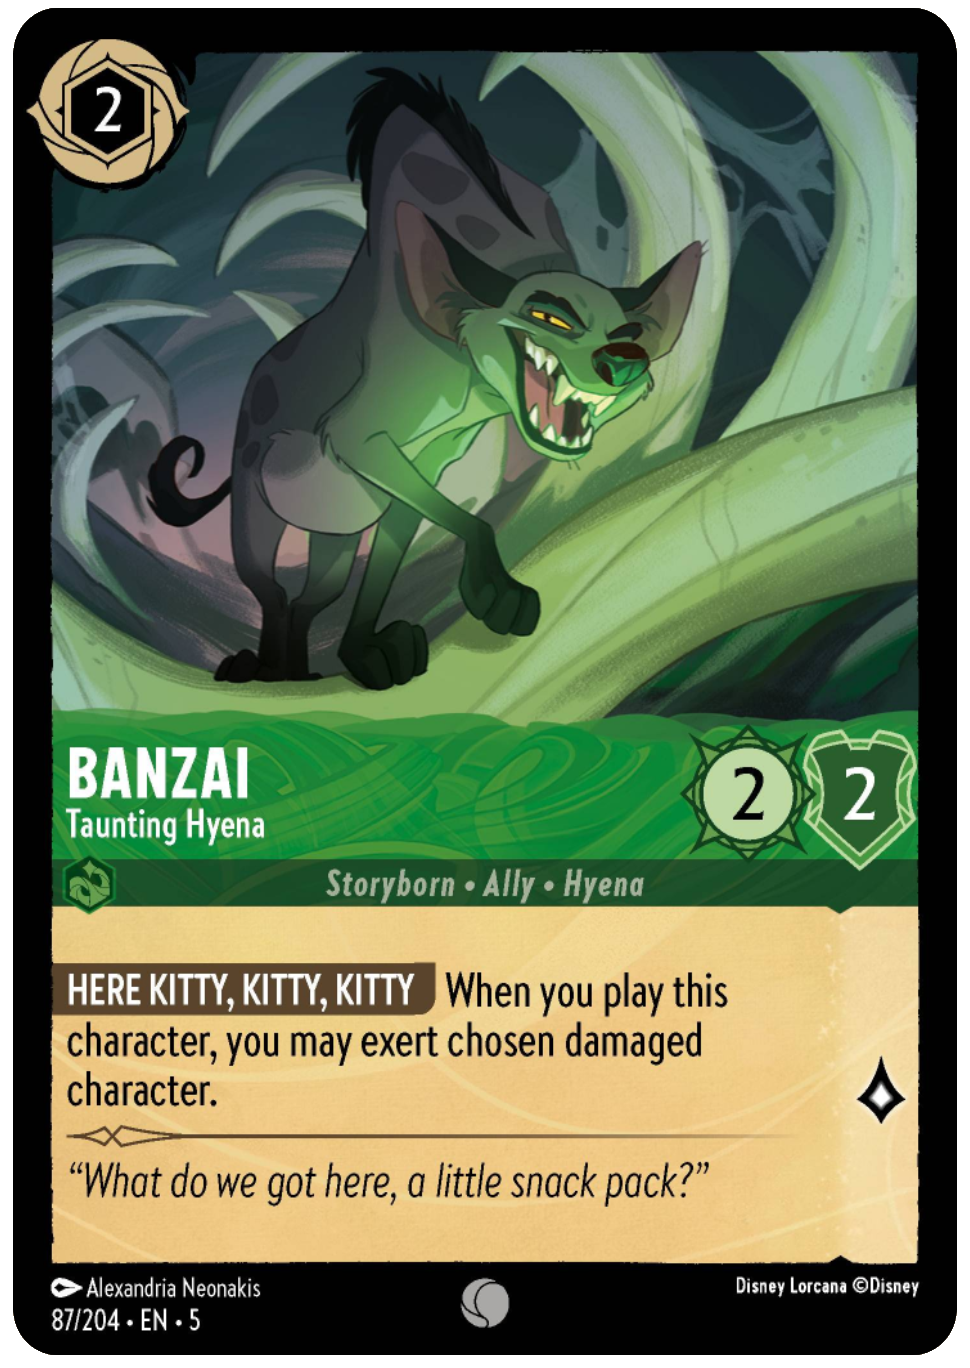 2
BANZAI
Taunting Hyena
2
2
Storyborn • Ally • Hyena
HERE KITTY, KITTY, KITTY When you play this
character, you may exert chosen damaged
character.
“What do we got here, a little snack pack?”
Alexandria Neonakis
Disney Lorcana ©Disney
87/204 • EN • 5